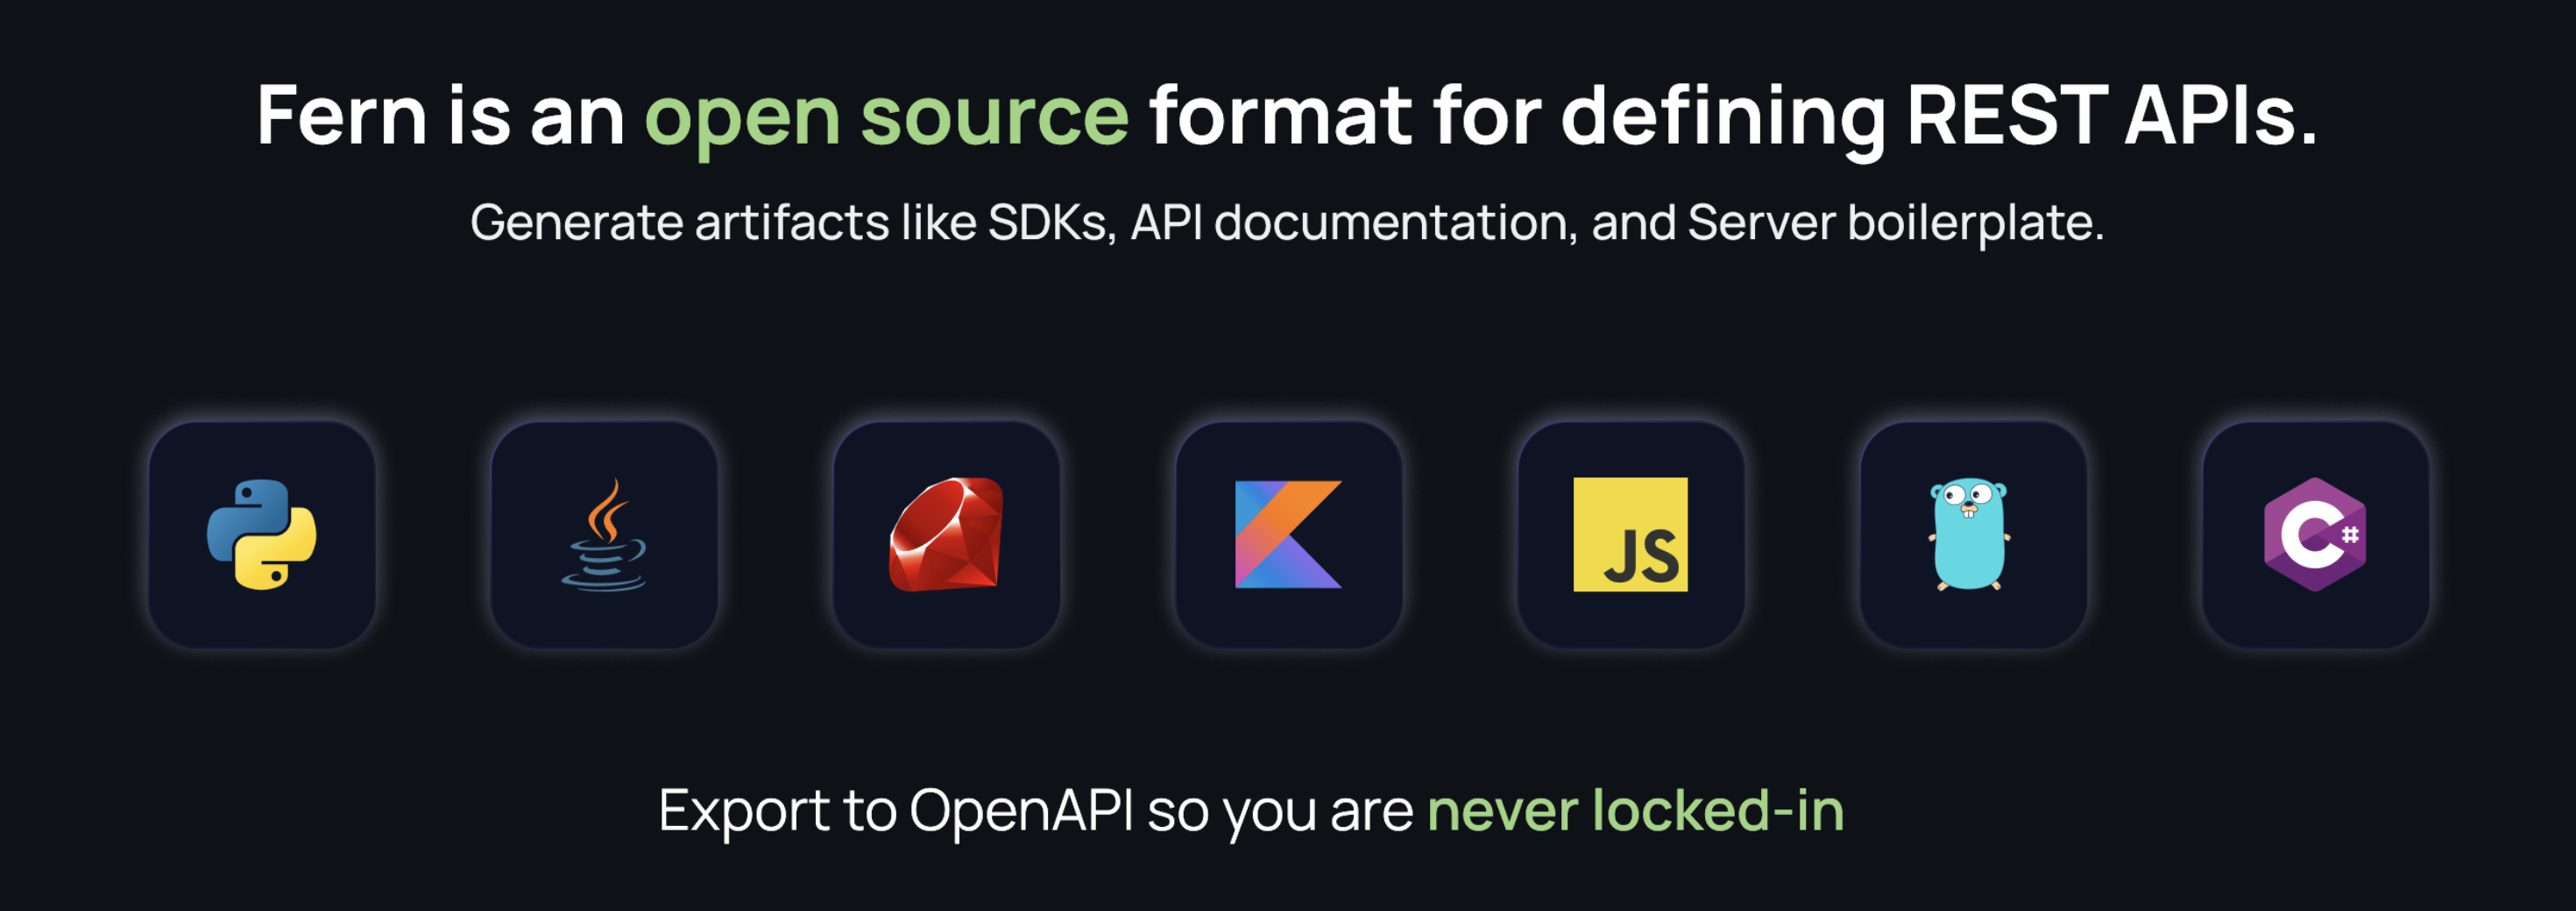 Fern is an open source format for defining REST APIs.
Generate artifacts like SDKs, API documentation, and Server boilerplate.
JS
C#
Export to OpenAPI so you are never locked-in